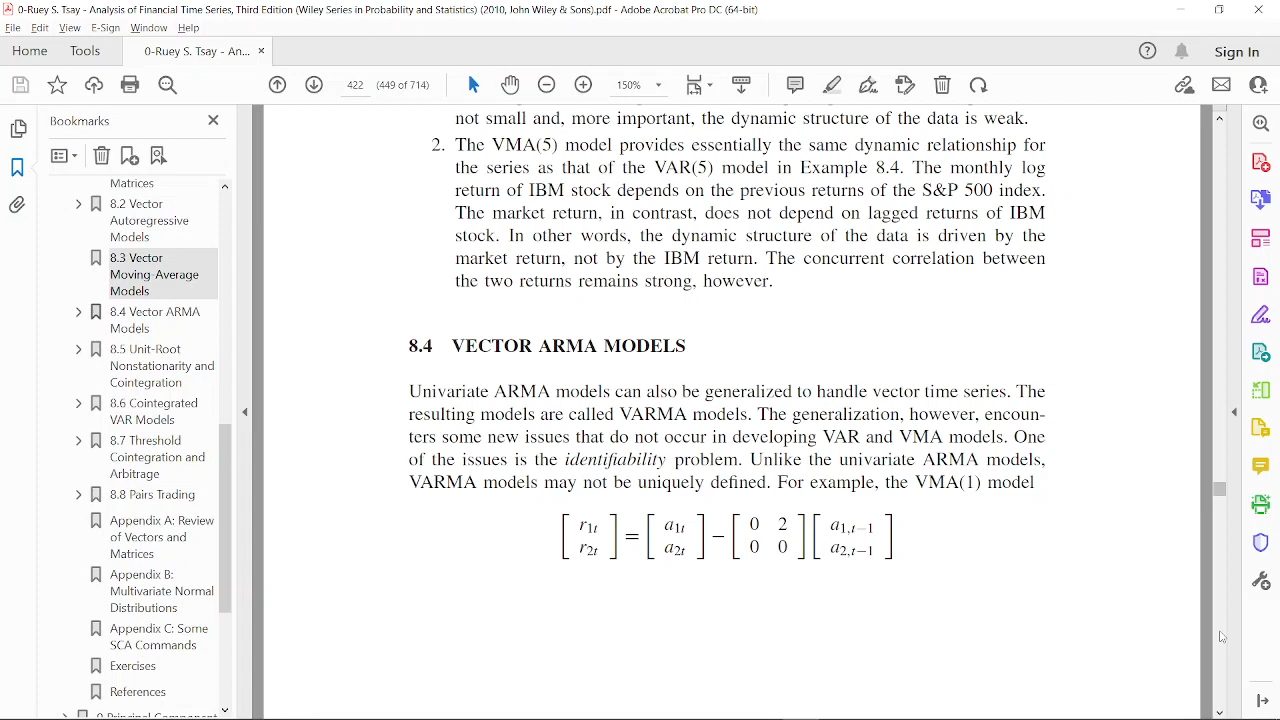 0-Ruey S. Tsay - Analysis of Financial Time Series, Third Edition (Wiley Series in Probability and Statistics) (2010, John Wiley & Sons).pdf - Adobe Acrobat Pro DC (64-bit)
File Edit View E-Sign Window Help
Home Tools 0-Ruey S. Tsay - An... × Sign In
422 (449 of 714) 150%
Bookmarks
Matrices
8.2 Vector
Autoregressive
Models
8.3 Vector
Moving-Average
Models
8.4 Vector ARMA
Models
8.5 Unit-Root
Nonstationarity and
Cointegration
8.6 Cointegrated
VAR Models
8.7 Threshold
Cointegration and
Arbitrage
8.8 Pairs Trading
Appendix A: Review
of Vectors and
Matrices
Appendix B:
Multivariate Normal
Distributions
Appendix C: Some
SCA Commands
Exercises
References
9 Principal Component
not small and, more important, the dynamic structure of the data is weak.
2. The VMA(5) model provides essentially the same dynamic relationship for
the series as that of the VAR(5) model in Example 8.4. The monthly log
return of IBM stock depends on the previous returns of the S&P 500 index.
The market return, in contrast, does not depend on lagged returns of IBM
stock. In other words, the dynamic structure of the data is driven by the
market return, not by the IBM return. The concurrent correlation between
the two returns remains strong, however.
8.4 VECTOR ARMA MODELS
Univariate ARMA models can also be generalized to handle vector time series. The
resulting models are called VARMA models. The generalization, however, encoun-
ters some new issues that do not occur in developing VAR and VMA models. One
of the issues is the identifiability problem. Unlike the univariate ARMA models,
VARMA models may not be uniquely defined. For example, the VMA(1) model
[ r1t ] = [ a1t ] − [ 0 2 ] [ a1,t−1 ]
[ r2t ] [ a2t ] [ 0 0 ] [ a2,t−1 ]